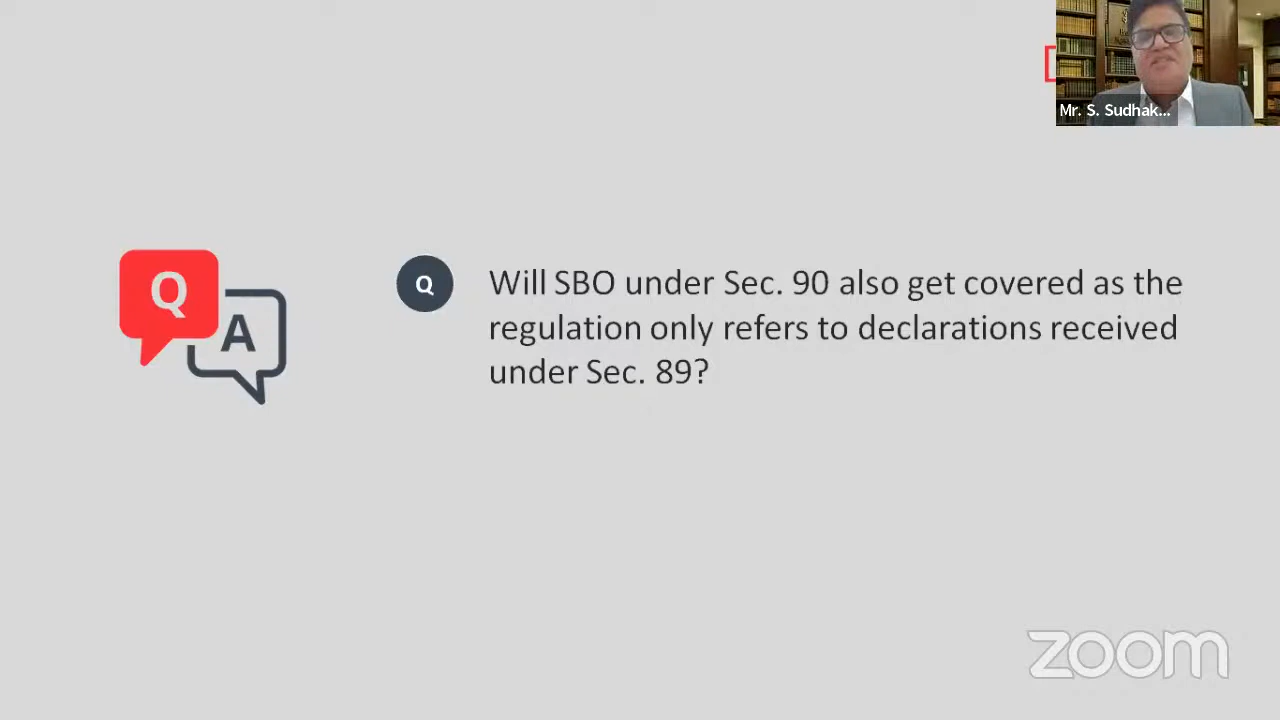 Mr. S. Sudhak...
Q
A
Q
Will SBO under Sec. 90 also get covered as the
regulation only refers to declarations received
under Sec. 89?
zoom